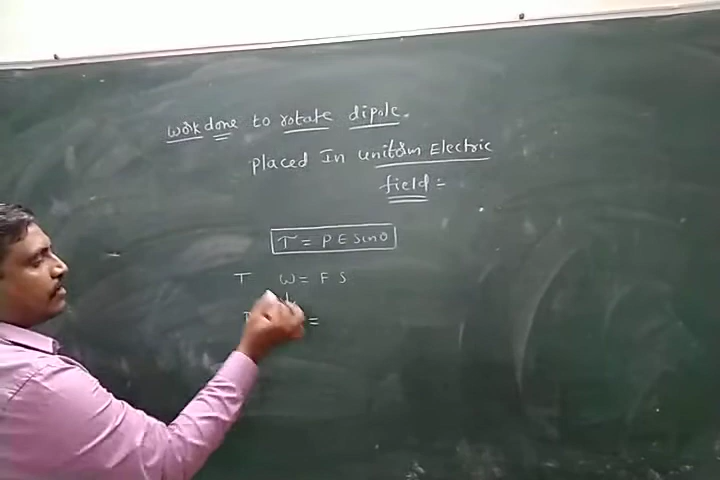 work done to rotate dipole.
placed In uniform Electric
field :-
τ = P E Sinθ
T W = F S
=